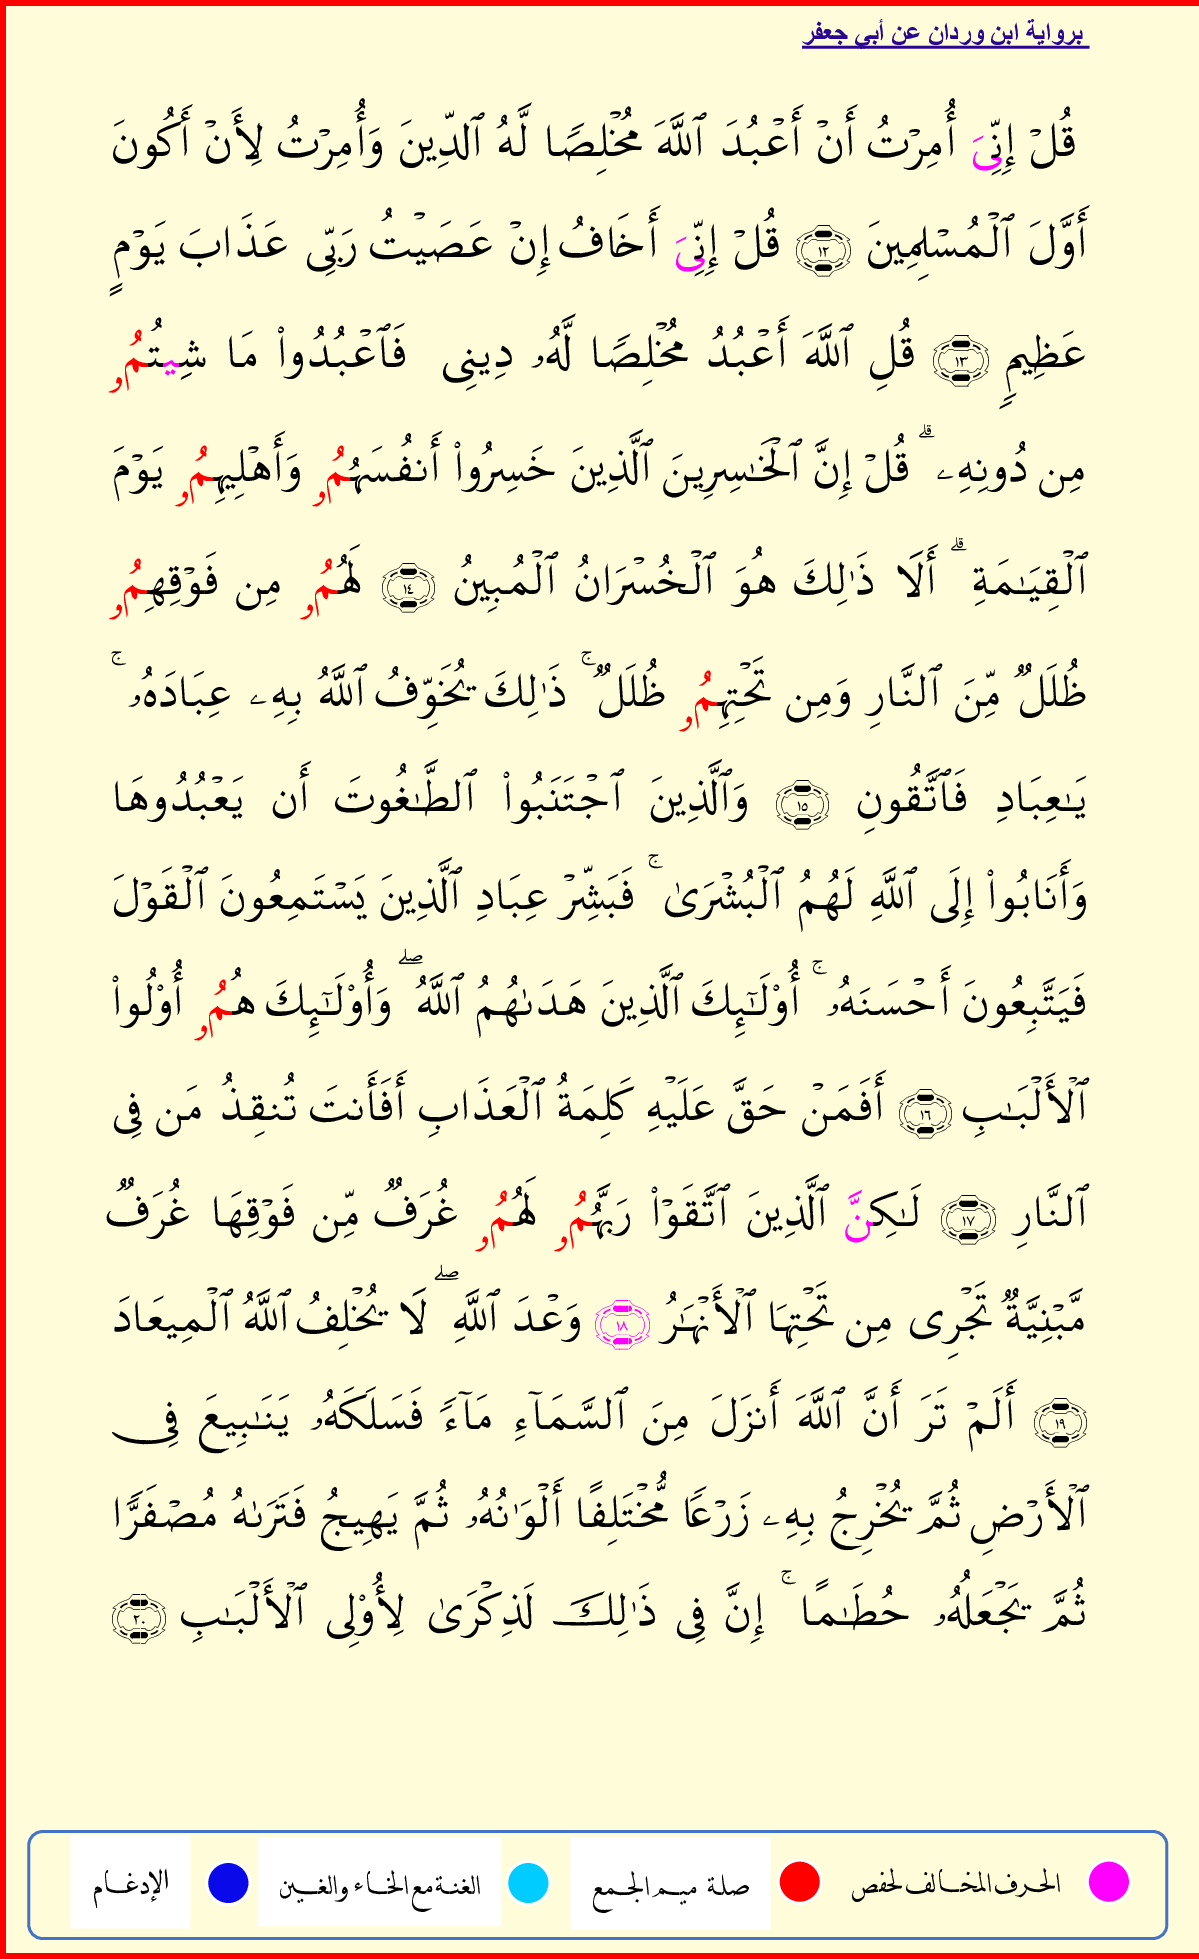 برواية ابن وردان عن أبي جعفر
قُلۡ إِنِّيَ أُمِرۡتُ أَنۡ أَعۡبُدَ ٱللَّهَ مُخۡلِصٗا لَّهُ ٱلدِّينَ وَأُمِرۡتُ لِأَنۡ أَكُونَ
أَوَّلَ ٱلۡمُسۡلِمِينَ ١٢ قُلۡ إِنِّيَ أَخَافُ إِنۡ عَصَيۡتُ رَبِّي عَذَابَ يَوۡمٍ
عَظِيمٖ ١٣ قُلِ ٱللَّهَ أَعۡبُدُ مُخۡلِصٗا لَّهُۥ دِينِي فَٱعۡبُدُواْ مَا شِيتُمُۥ
مِن دُونِهِۦۗ قُلۡ إِنَّ ٱلۡخَٰسِرِينَ ٱلَّذِينَ خَسِرُواْ أَنفُسَهُمُۥ وَأَهۡلِيهِمُۥ يَوۡمَ
ٱلۡقِيَٰمَةِۗ أَلَا ذَٰلِكَ هُوَ ٱلۡخُسۡرَانُ ٱلۡمُبِينُ ١٤ لَهُمُۥ مِن فَوۡقِهِمُۥ
ظُلَلٞ مِّنَ ٱلنَّارِ وَمِن تَحۡتِهِمُۥ ظُلَلٞۚ ذَٰلِكَ يُخَوِّفُ ٱللَّهُ بِهِۦ عِبَادَهُۥۚ
يَٰعِبَادِ فَٱتَّقُونِ ١٥ وَٱلَّذِينَ ٱجۡتَنَبُواْ ٱلطَّٰغُوتَ أَن يَعۡبُدُوهَا
وَأَنَابُواْ إِلَى ٱللَّهِ لَهُمُ ٱلۡبُشۡرَىٰۚ فَبَشِّرۡ عِبَادِ ٱلَّذِينَ يَسۡتَمِعُونَ ٱلۡقَوۡلَ
فَيَتَّبِعُونَ أَحۡسَنَهُۥۚ أُوْلَٰٓئِكَ ٱلَّذِينَ هَدَىٰهُمُ ٱللَّهُۖ وَأُوْلَٰٓئِكَ هُمُۥ أُوْلُواْ
ٱلۡأَلۡبَٰبِ ١٦ أَفَمَنۡ حَقَّ عَلَيۡهِ كَلِمَةُ ٱلۡعَذَابِ أَفَأَنتَ تُنقِذُ مَن فِي
ٱلنَّارِ ١٧ لَٰكِنَّ ٱلَّذِينَ ٱتَّقَوۡاْ رَبَّهُمُۥ لَهُمُۥ غُرَفٞ مِّن فَوۡقِهَا غُرَفٞ
مَّبۡنِيَّةٞ تَجۡرِي مِن تَحۡتِهَا ٱلۡأَنۡهَٰرُ ١٨ وَعۡدَ ٱللَّهِۖ لَا يُخۡلِفُ ٱللَّهُ ٱلۡمِيعَادَ
١٩ أَلَمۡ تَرَ أَنَّ ٱللَّهَ أَنزَلَ مِنَ ٱلسَّمَآءِ مَآءٗ فَسَلَكَهُۥ يَنَٰبِيعَ فِي
ٱلۡأَرۡضِ ثُمَّ يُخۡرِجُ بِهِۦ زَرۡعٗا مُّخۡتَلِفًا أَلۡوَٰنُهُۥ ثُمَّ يَهِيجُ فَتَرَىٰهُ مُصۡفَرّٗا
ثُمَّ يَجۡعَلُهُۥ حُطَٰمًاۚ إِنَّ فِي ذَٰلِكَ لَذِكۡرَىٰ لِأُوْلِي ٱلۡأَلۡبَٰبِ ٢٠
الحرف المخالف لحفص صلة ميم الجمع الغنة مع الخاء والغين الإدغام